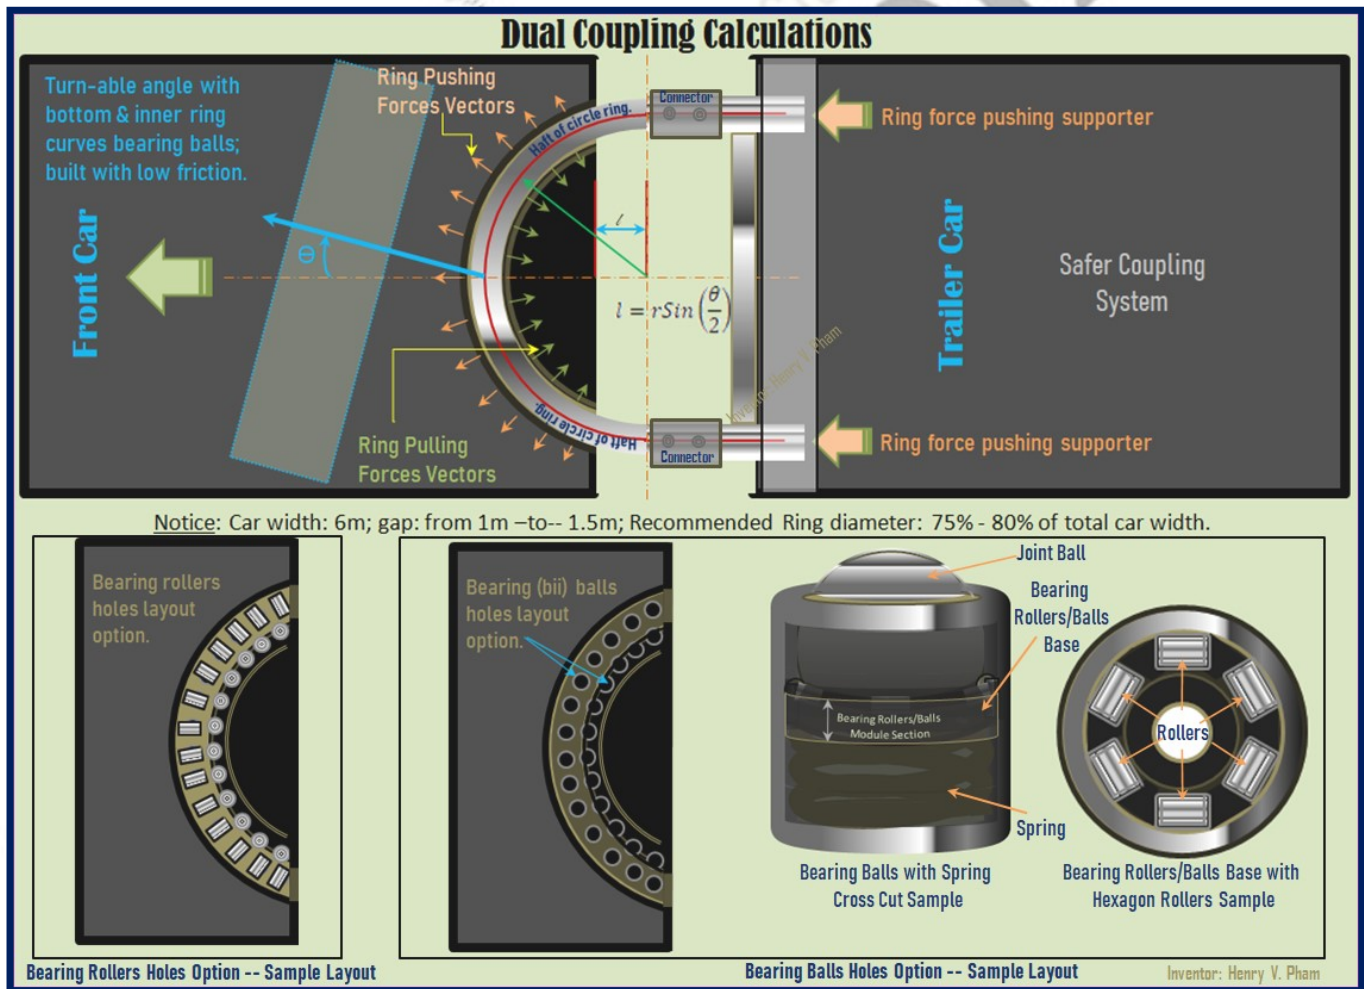 Dual Coupling Calculations
Turn-able angle with
bottom & inner ring
curves bearing balls;
built with low friction.
Ring Pushing
Forces Vectors
Haft of circle ring.
Connector
Ring force pushing supporter
Front Car
Θ
l
l = rSin(θ/2)
Trailer Car
Safer Coupling
System
Inventor: Henry V. Pham
Ring Pulling
Forces Vectors
Haft of circle ring.
Connector
Ring force pushing supporter
Notice: Car width: 6m; gap: from 1m –to-- 1.5m; Recommended Ring diameter: 75% - 80% of total car width.
Bearing rollers
holes layout
option.
Bearing Rollers Holes Option -- Sample Layout
Bearing (bii) balls
holes layout
option.
Joint Ball
Bearing
Rollers/Balls
Base
Bearing Rollers/Balls
Module Section
Spring
Rollers
Bearing Balls with Spring
Cross Cut Sample
Bearing Rollers/Balls Base with
Hexagon Rollers Sample
Bearing Balls Holes Option -- Sample Layout
Inventor: Henry V. Pham